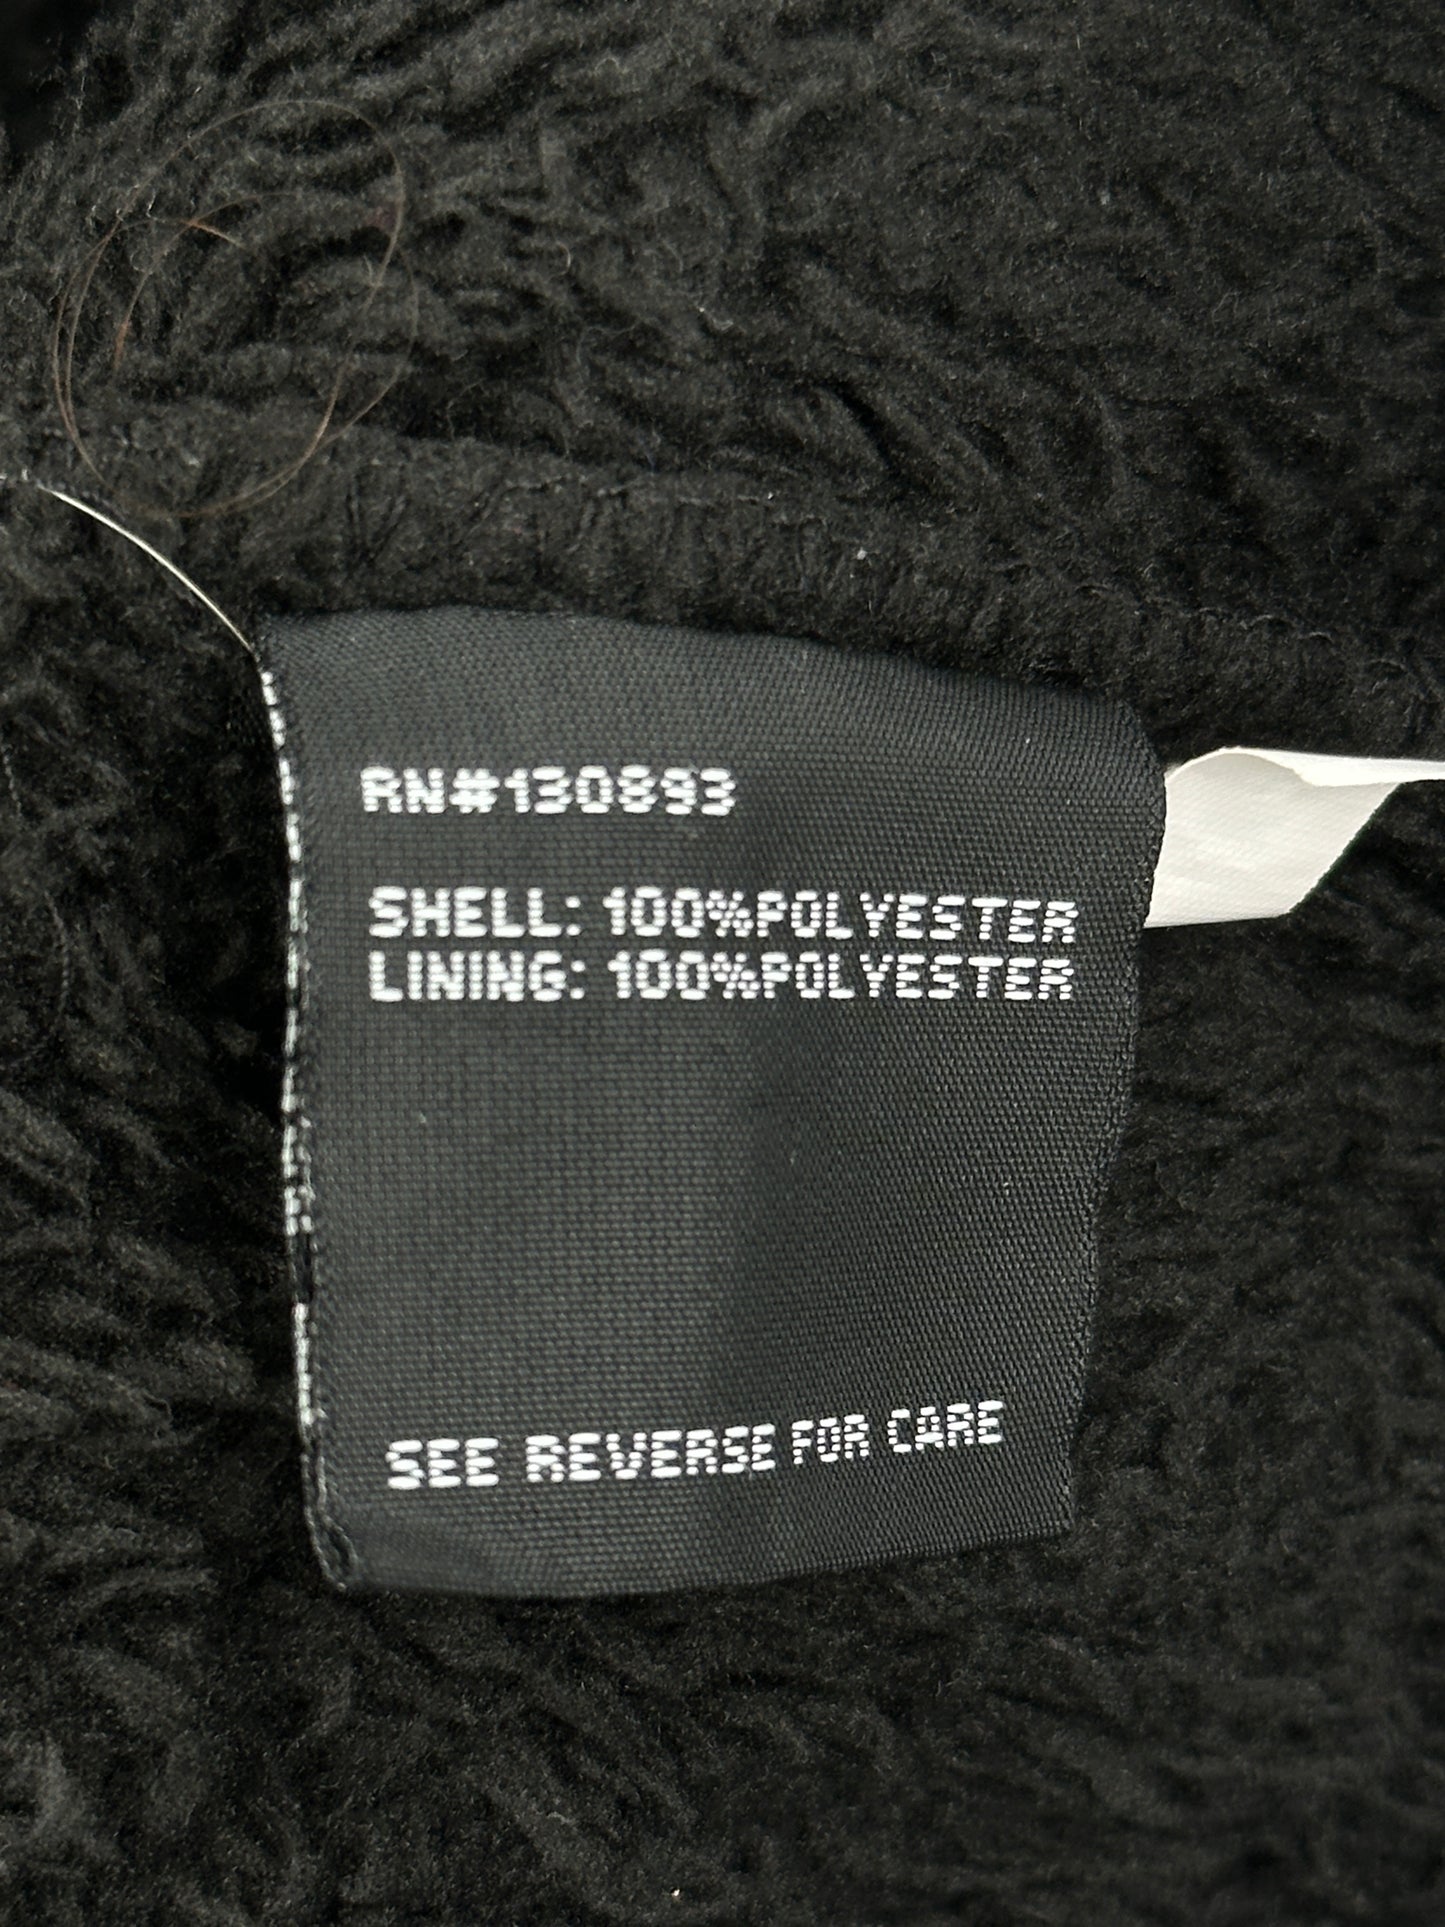 RN#130893
SHELL: 100%POLYESTER
LINING: 100%POLYESTER
SEE REVERSE FOR CARE